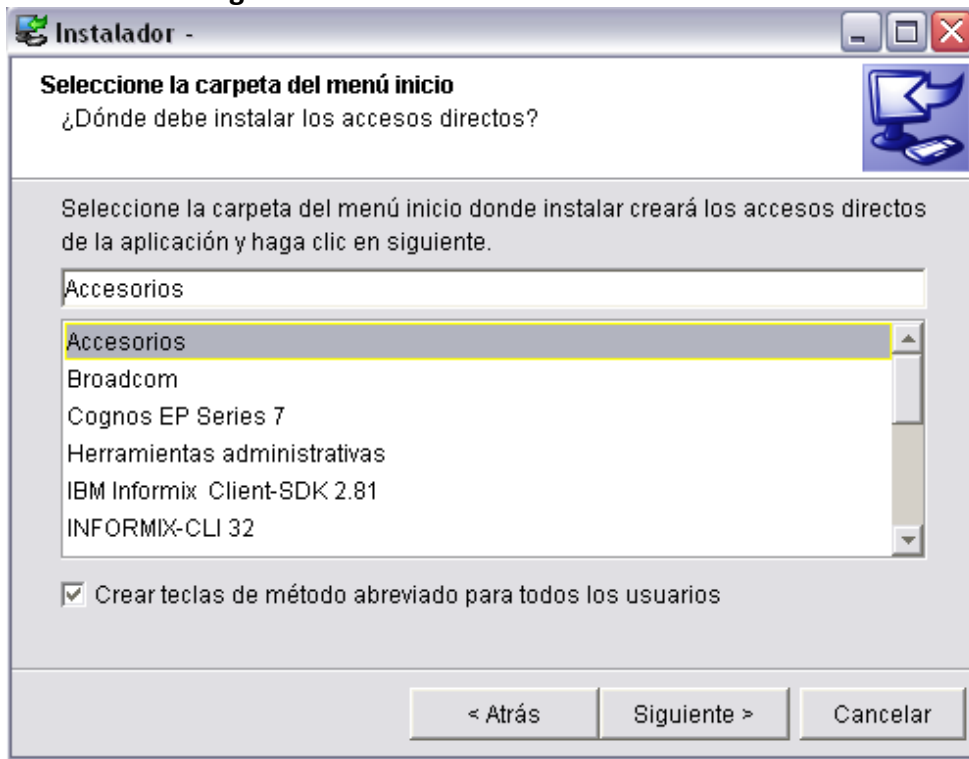 Instalador -
Seleccione la carpeta del menú inicio
¿Dónde debe instalar los accesos directos?
Seleccione la carpeta del menú inicio donde instalar creará los accesos directos
de la aplicación y haga clic en siguiente.
Accesorios
Accesorios
Broadcom
Cognos EP Series 7
Herramientas administrativas
IBM Informix Client-SDK 2.81
INFORMIX-CLI 32
Crear teclas de método abreviado para todos los usuarios
< Atrás
Siguiente >
Cancelar